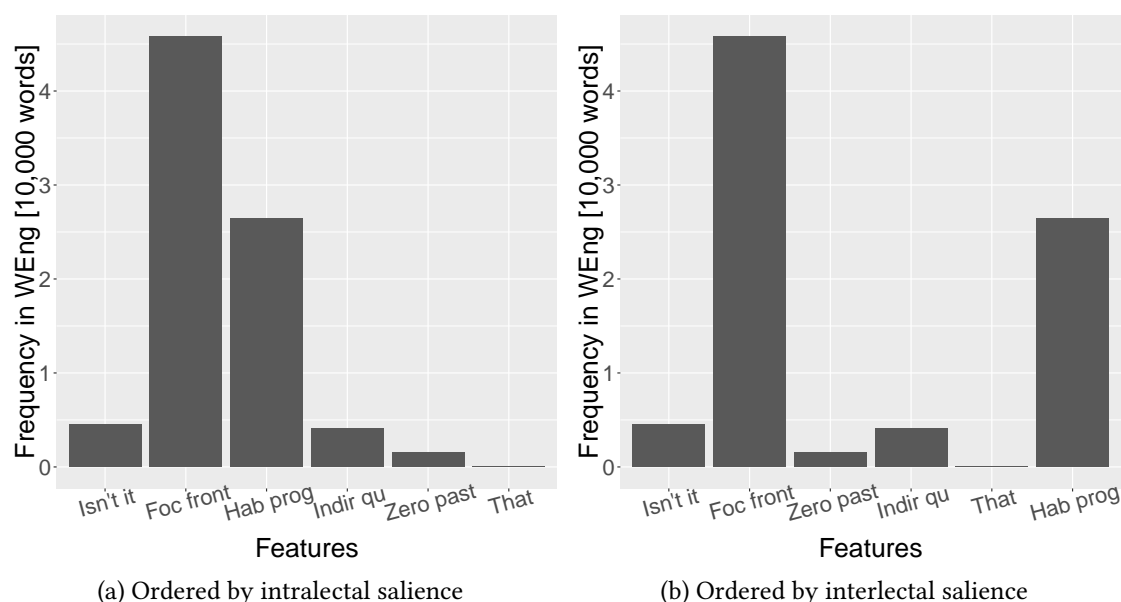 Frequency in WEng [10,000 words]
4
3
2
1
0
Isn't it Foc front Hab prog Indir qu Zero past That
Features
(a) Ordered by intralectal salience
Frequency in WEng [10,000 words]
4
3
2
1
0
Isn't it Foc front Zero past Indir qu That Hab prog
Features
(b) Ordered by interlectal salience